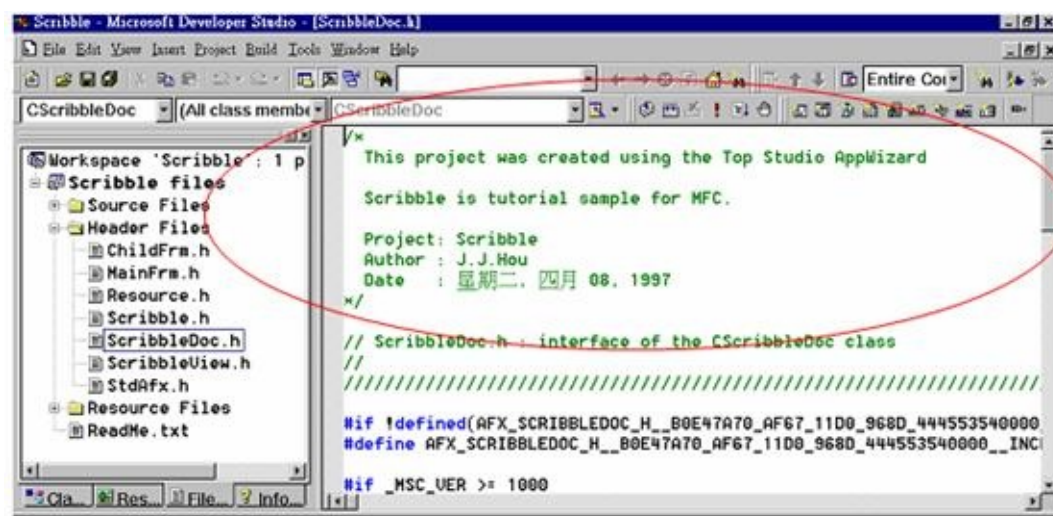 Scribble - Microsoft Developer Studio - [ScribbleDoc.h]
File Edit View Insert Project Build Tools Window Help
Entire Con
CScribbleDoc (All class membe CScribbleDoc
Workspace 'Scribble': 1 p
Scribble files
Source Files
Header Files
ChildFrm.h
MainFrm.h
Resource.h
Scribble.h
ScribbleDoc.h
ScribbleView.h
StdAfx.h
Resource Files
ReadMe.txt
Cla... Res... File... Info...
/*
This project was created using the Top Studio AppWizard
Scribble is tutorial sample for MFC.
Project: Scribble
Author : J.J.Hou
Date : 星期二, 四月 08, 1997
*/
// ScribbleDoc.h : interface of the CScribbleDoc class
//
/////////////////////////////////////////////////////////////////////////////
#if !defined(AFX_SCRIBBLEDOC_H__B0E47A70_AF67_11D0_968D_444553540000_
#define AFX_SCRIBBLEDOC_H__B0E47A70_AF67_11D0_968D_444553540000__INCL
#if _MSC_VER >= 1000